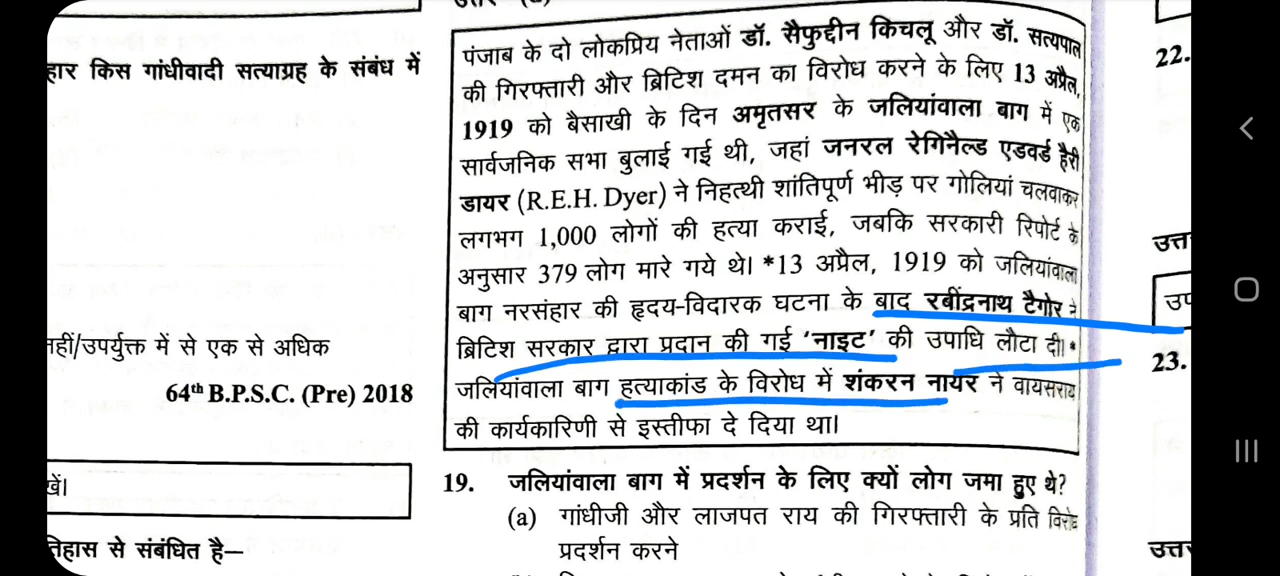 हार किस गांधीवादी सत्याग्रह के संबंध में
नहीं/उपर्युक्त में से एक से अधिक
64th B.P.S.C. (Pre) 2018
खें।
तिहास से संबंधित है–
पंजाब के दो लोकप्रिय नेताओं डॉ. सैफुद्दीन किचलू और डॉ. सत्यपाल
की गिरफ्तारी और ब्रिटिश दमन का विरोध करने के लिए 13 अप्रैल,
1919 को बैसाखी के दिन अमृतसर के जलियांवाला बाग में एक
सार्वजनिक सभा बुलाई गई थी, जहां जनरल रेगिनैल्ड एडवर्ड हैरी
डायर (R.E.H. Dyer) ने निहत्थी शांतिपूर्ण भीड़ पर गोलियां चलवाकर
लगभग 1,000 लोगों की हत्या कराई, जबकि सरकारी रिपोर्ट के
अनुसार 379 लोग मारे गये थे। *13 अप्रैल, 1919 को जलियांवाला
बाग नरसंहार की हृदय-विदारक घटना के बाद रबींद्रनाथ टैगोर ने
ब्रिटिश सरकार द्वारा प्रदान की गई ‘नाइट’ की उपाधि लौटा दी।*
जलियांवाला बाग हत्याकांड के विरोध में शंकरन नायर ने वायसराय
की कार्यकारिणी से इस्तीफा दे दिया था।
19. जलियांवाला बाग में प्रदर्शन के लिए क्यों लोग जमा हुए थे?
(a) गांधीजी और लाजपत राय की गिरफ्तारी के प्रति विरोध
प्रदर्शन करने
22.
उत्त
उप
23.
उत्त